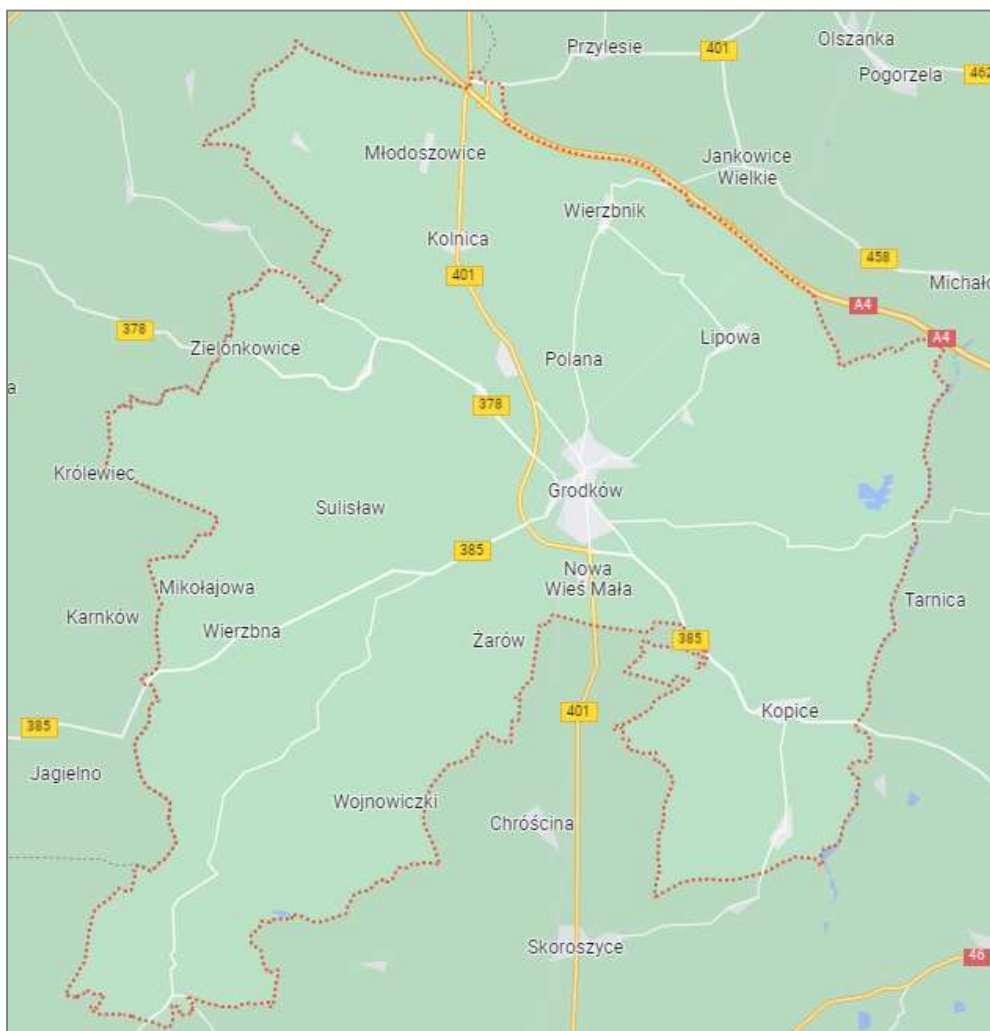 Olszanka
Przylesie
401
Pogorzela
462
Młodoszowice
Jankowice
Wielkie
Wierzbnik
Kolnica
458
401
Michało
A4
378
A4
Zielonkowice
Lipowa
Polana
a
378
Królewiec
Grodków
Sulisław
385
Nowa
Wieś Mała
Mikołajowa
Tarnica
Karnków
Wierzbna
Żarów
385
401
Kopice
385
Jagielno
Wojnowiczki
Chróścina
Skoroszyce
46